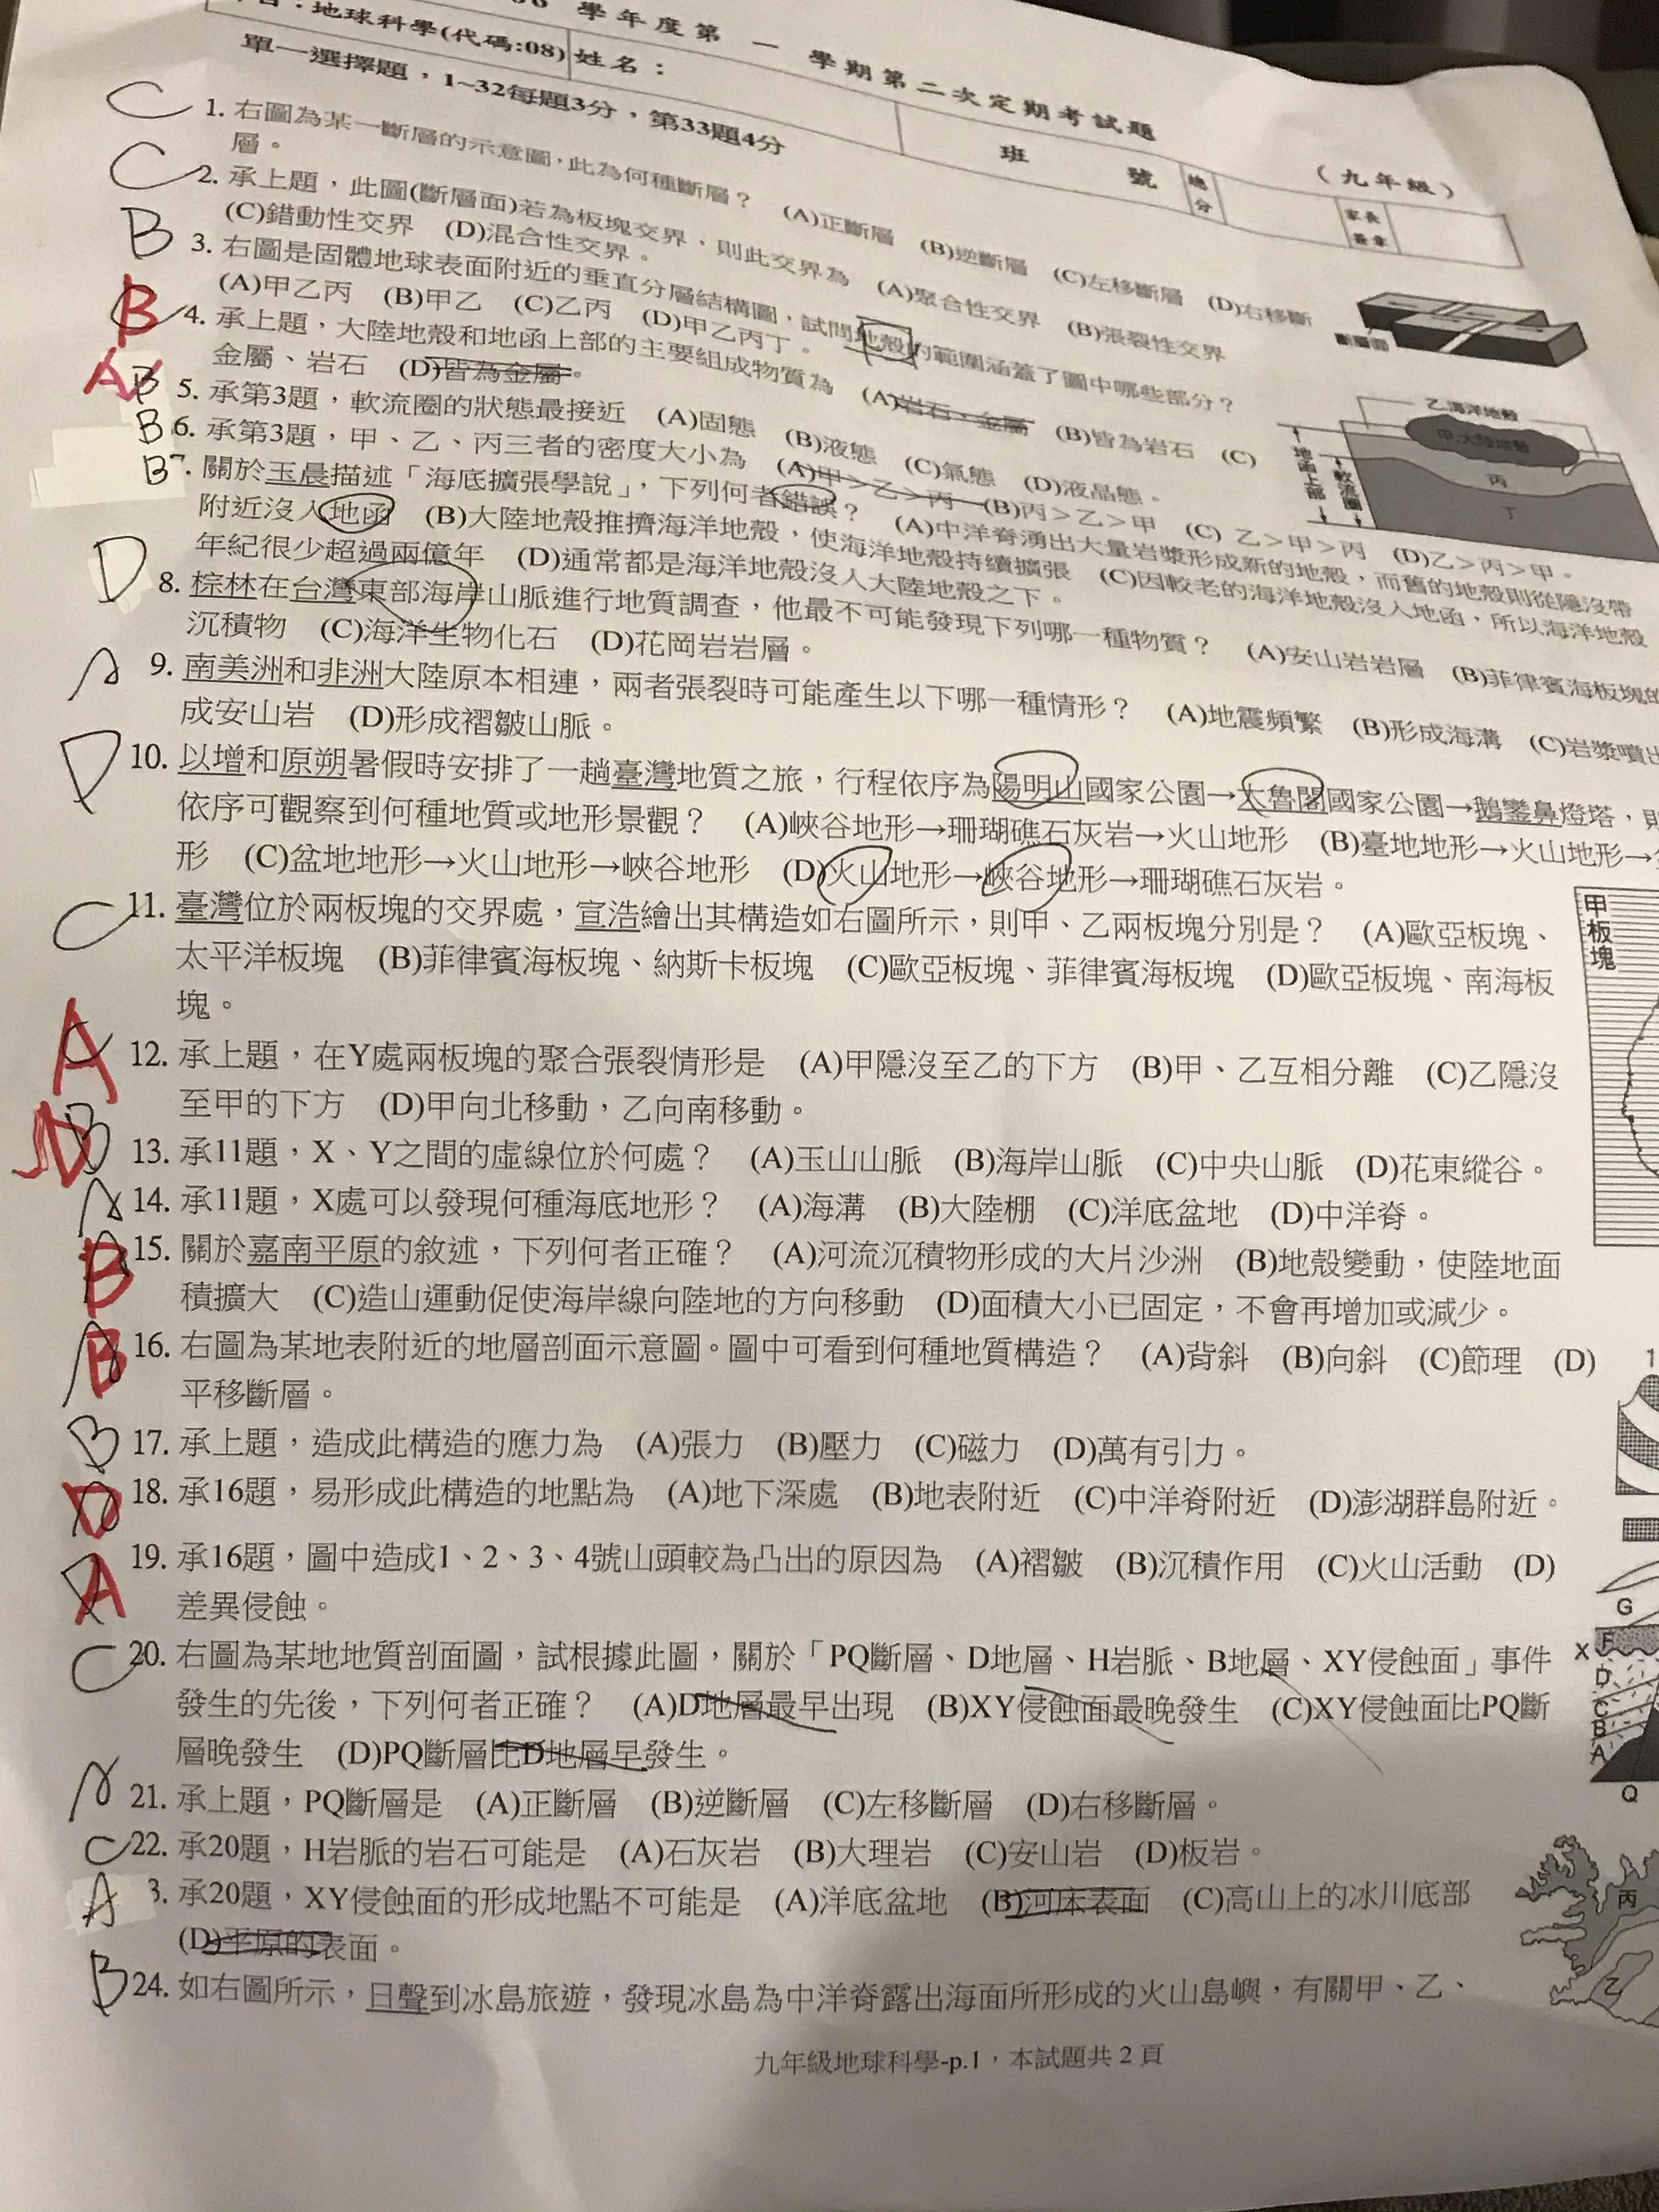 學年度第 一 學期第二次定期考試題
：地球科學(代碼:08) 姓名： 班 號 總分 （九年級）
單一選擇題，1~32每題3分，第33題4分
C 1. 右圖為某一斷層的示意圖，此為何種斷層？ (A)正斷層 (B)逆斷層 (C)左移斷層 (D)右移斷
層。
C 2. 承上題，此圖(斷層面)若為板塊交界，則此交界為 (A)聚合性交界 (B)張裂性交界
(C)錯動性交界 (D)混合性交界。
斷層面
B 3. 右圖是固體地球表面附近的垂直分層結構圖，試問地殼的範圍涵蓋了圖中哪些部分？
(A)甲乙丙 (B)甲乙 (C)乙丙 (D)甲乙丙丁。
B 4. 承上題，大陸地殼和地函上部的主要組成物質為 (A)岩石、金屬 (B)皆為岩石 (C)
金屬、岩石 (D)皆為金屬。
A B 5. 承第3題，軟流圈的狀態最接近 (A)固態 (B)液態 (C)氣態 (D)液晶態。
B 6. 承第3題，甲、乙、丙三者的密度大小為 (A)甲＞乙＞丙 (B)丙＞乙＞甲 (C) 乙＞甲＞丙 (D)乙＞丙＞甲。
乙.海洋地殼
甲.大陸地殼
地函上部
軟流圈
丙
丁
B 7. 關於玉晨描述「海底擴張學說」，下列何者錯誤？ (A)中洋脊湧出大量岩漿形成新的地殼，而舊的地殼則從隱沒帶
附近沒入地函 (B)大陸地殼推擠海洋地殼，使海洋地殼持續擴張 (C)因較老的海洋地殼沒入地函，所以海洋地殼
年紀很少超過兩億年 (D)通常都是海洋地殼沒入大陸地殼之下。
D 8. 棕林在台灣東部海岸山脈進行地質調查，他最不可能發現下列哪一種物質？ (A)安山岩岩層 (B)菲律賓海板塊的
沉積物 (C)海洋生物化石 (D)花岡岩岩層。
A 9. 南美洲和非洲大陸原本相連，兩者張裂時可能產生以下哪一種情形？ (A)地震頻繁 (B)形成海溝 (C)岩漿噴出
成安山岩 (D)形成褶皺山脈。
D 10. 以增和原朔暑假時安排了一趟臺灣地質之旅，行程依序為陽明山國家公園→太魯閣國家公園→鵝鑾鼻燈塔，則
依序可觀察到何種地質或地形景觀？ (A)峽谷地形→珊瑚礁石灰岩→火山地形 (B)臺地地形→火山地形→
形 (C)盆地地形→火山地形→峽谷地形 (D)火山地形→峽谷地形→珊瑚礁石灰岩。
C 11. 臺灣位於兩板塊的交界處，宣浩繪出其構造如右圖所示，則甲、乙兩板塊分別是？ (A)歐亞板塊、
太平洋板塊 (B)菲律賓海板塊、納斯卡板塊 (C)歐亞板塊、菲律賓海板塊 (D)歐亞板塊、南海板
塊。
甲板塊
A C 12. 承上題，在Y處兩板塊的聚合張裂情形是 (A)甲隱沒至乙的下方 (B)甲、乙互相分離 (C)乙隱沒
至甲的下方 (D)甲向北移動，乙向南移動。
D B 13. 承11題，X、Y之間的虛線位於何處？ (A)玉山山脈 (B)海岸山脈 (C)中央山脈 (D)花東縱谷。
A 14. 承11題，X處可以發現何種海底地形？ (A)海溝 (B)大陸棚 (C)洋底盆地 (D)中洋脊。
B A 15. 關於嘉南平原的敘述，下列何者正確？ (A)河流沉積物形成的大片沙洲 (B)地殼變動，使陸地面
積擴大 (C)造山運動促使海岸線向陸地的方向移動 (D)面積大小已固定，不會再增加或減少。
B A 16. 右圖為某地表附近的地層剖面示意圖。圖中可看到何種地質構造？ (A)背斜 (B)向斜 (C)節理 (D)
平移斷層。
1
B 17. 承上題，造成此構造的應力為 (A)張力 (B)壓力 (C)磁力 (D)萬有引力。
D 18. 承16題，易形成此構造的地點為 (A)地下深處 (B)地表附近 (C)中洋脊附近 (D)澎湖群島附近。
A 19. 承16題，圖中造成1、2、3、4號山頭較為凸出的原因為 (A)褶皺 (B)沉積作用 (C)火山活動 (D)
差異侵蝕。
C 20. 右圖為某地地質剖面圖，試根據此圖，關於「PQ斷層、D地層、H岩脈、B地層、XY侵蝕面」事件
發生的先後，下列何者正確？ (A)D地層最早出現 (B)XY侵蝕面最晚發生 (C)XY侵蝕面比PQ斷
層晚發生 (D)PQ斷層比D地層早發生。
G
X F
D
C
B
A
Q
A 21. 承上題，PQ斷層是 (A)正斷層 (B)逆斷層 (C)左移斷層 (D)右移斷層。
C 22. 承20題，H岩脈的岩石可能是 (A)石灰岩 (B)大理岩 (C)安山岩 (D)板岩。
A 3. 承20題，XY侵蝕面的形成地點不可能是 (A)洋底盆地 (B)河床表面 (C)高山上的冰川底部
(D)平原的表面。
B 24. 如右圖所示，日聲到冰島旅遊，發現冰島為中洋脊露出海面所形成的火山島嶼，有關甲、乙、
丙
乙
九年級地球科學-p.1，本試題共 2 頁